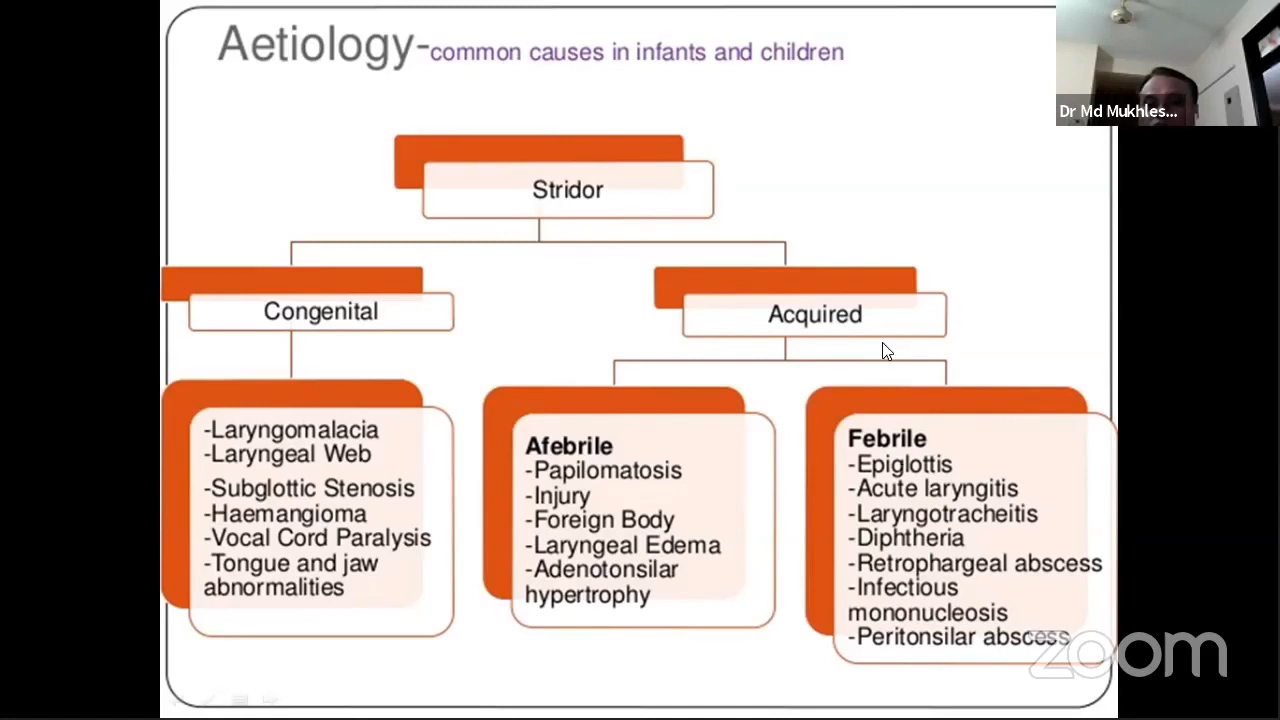 Aetiology-common causes in infants and children
Dr Md Mukhles...
Stridor
Congenital
Acquired
-Laryngomalacia
-Laryngeal Web
-Subglottic Stenosis
-Haemangioma
-Vocal Cord Paralysis
-Tongue and jaw
abnormalities
Afebrile
-Papilomatosis
-Injury
-Foreign Body
-Laryngeal Edema
-Adenotonsilar
hypertrophy
Febrile
-Epiglottis
-Acute laryngitis
-Laryngotracheitis
-Diphtheria
-Retrophargeal abscess
-Infectious
mononucleosis
-Peritonsilar abscess
zoom